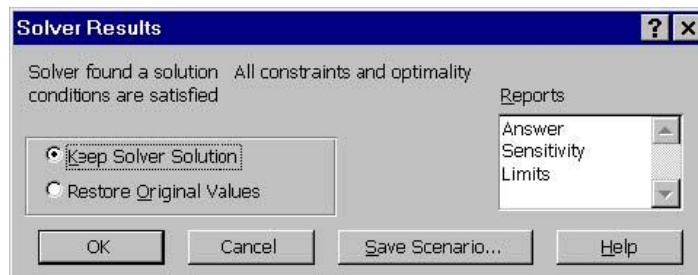 Solver Results
Solver found a solution All constraints and optimality
conditions are satisfied
Reports
Answer
Sensitivity
Limits
Keep Solver Solution
Restore Original Values
OK
Cancel
Save Scenario...
Help